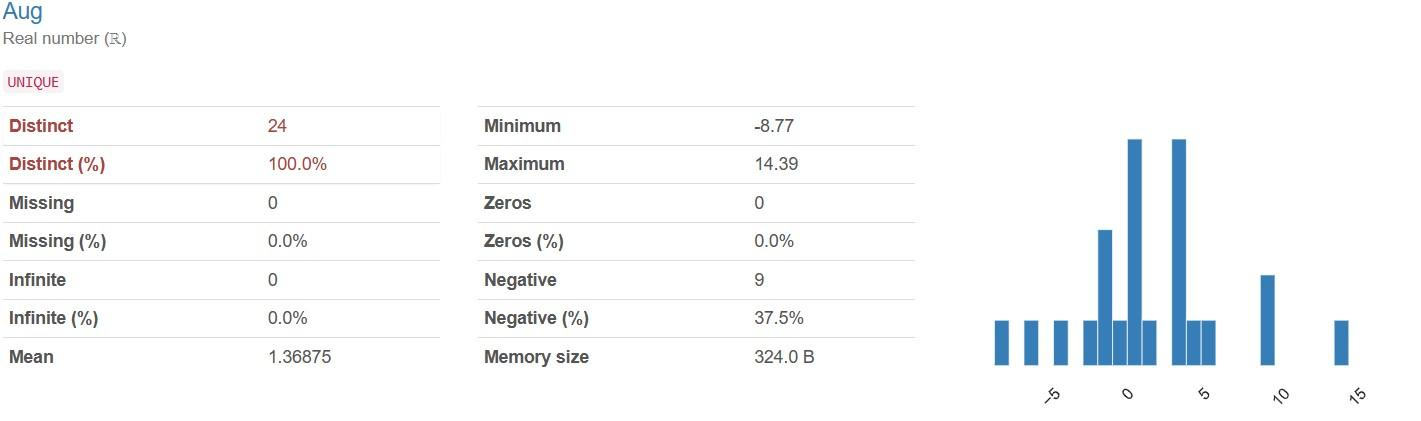 Aug
Real number (ℝ)
UNIQUE
Distinct 24
Distinct (%) 100.0%
Missing 0
Missing (%) 0.0%
Infinite 0
Infinite (%) 0.0%
Mean 1.36875
Minimum -8.77
Maximum 14.39
Zeros 0
Zeros (%) 0.0%
Negative 9
Negative (%) 37.5%
Memory size 324.0 B
−5 0 5 10 15